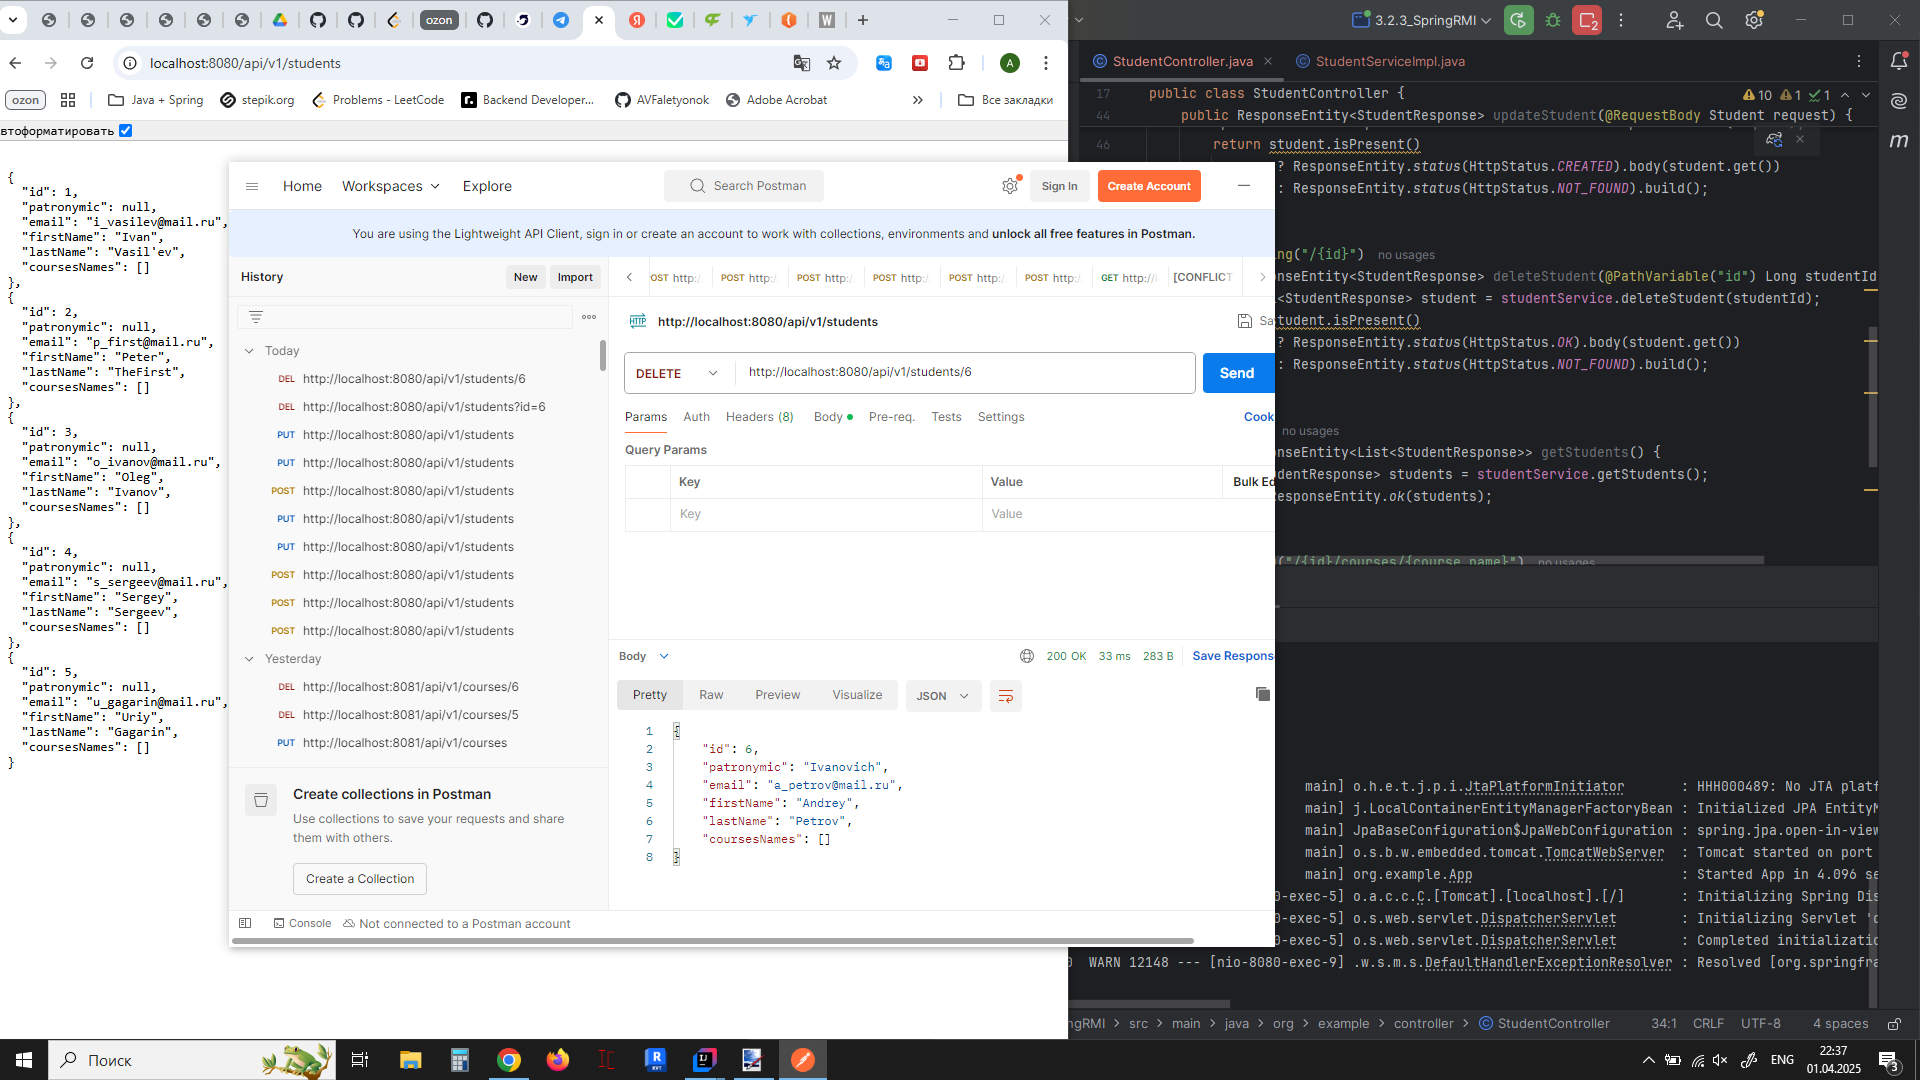 ozon
localhost:8080/api/v1/students
A
ozon
Java + Spring
stepik.org
Problems - LeetCode
Backend Developer...
AVFaletyonok
Adobe Acrobat
Все закладки
втоформатировать
{
"id": 1,
"patronymic": null,
"email": "i_vasilev@mail.ru",
"firstName": "Ivan",
"lastName": "Vasil'ev",
"coursesNames": []
},
{
"id": 2,
"patronymic": null,
"email": "p_first@mail.ru",
"firstName": "Peter",
"lastName": "TheFirst",
"coursesNames": []
},
{
"id": 3,
"patronymic": null,
"email": "o_ivanov@mail.ru",
"firstName": "Oleg",
"lastName": "Ivanov",
"coursesNames": []
},
{
"id": 4,
"patronymic": null,
"email": "s_sergeev@mail.ru",
"firstName": "Sergey",
"lastName": "Sergeev",
"coursesNames": []
},
{
"id": 5,
"patronymic": null,
"email": "u_gagarin@mail.ru",
"firstName": "Uriy",
"lastName": "Gagarin",
"coursesNames": []
}
Home
Workspaces
Explore
Search Postman
Sign In
Create Account
You are using the Lightweight API Client, sign in or create an account to work with collections, environments and unlock all free features in Postman.
History
New
Import
Today
DEL http://localhost:8080/api/v1/students/6
DEL http://localhost:8080/api/v1/students?id=6
PUT http://localhost:8080/api/v1/students
PUT http://localhost:8080/api/v1/students
POST http://localhost:8080/api/v1/students
PUT http://localhost:8080/api/v1/students
PUT http://localhost:8080/api/v1/students
POST http://localhost:8080/api/v1/students
POST http://localhost:8080/api/v1/students
POST http://localhost:8080/api/v1/students
Yesterday
DEL http://localhost:8081/api/v1/courses/6
DEL http://localhost:8081/api/v1/courses/5
PUT http://localhost:8081/api/v1/courses
Create collections in Postman
Use collections to save your requests and share
them with others.
Create a Collection
Console
Not connected to a Postman account
OST http:/
POST http:/
POST http:/
POST http:/
POST http:/
POST http:/
GET http://
[CONFLICT
HTTP http://localhost:8080/api/v1/students
Sa
DELETE
http://localhost:8080/api/v1/students/6
Send
Params
Auth
Headers (8)
Body
Pre-req.
Tests
Settings
Cook
Query Params
Key
Value
Bulk Ed
Key
Value
Body
200 OK
33 ms
283 B
Save Respons
Pretty
Raw
Preview
Visualize
JSON
1 {
2 "id": 6,
3 "patronymic": "Ivanovich",
4 "email": "a_petrov@mail.ru",
5 "firstName": "Andrey",
6 "lastName": "Petrov",
7 "coursesNames": []
8 }
3.2.3_SpringRMI
2
StudentController.java
StudentServiceImpl.java
17 public class StudentController {
10 1 1
44 public ResponseEntity<StudentResponse> updateStudent(@RequestBody Student request) {
46 return student.isPresent()
? ResponseEntity.status(HttpStatus.CREATED).body(student.get())
: ResponseEntity.status(HttpStatus.NOT_FOUND).build();
ng("/{id}") no usages
nseEntity<StudentResponse> deleteStudent(@PathVariable("id") Long studentId
<StudentResponse> student = studentService.deleteStudent(studentId);
student.isPresent()
? ResponseEntity.status(HttpStatus.OK).body(student.get())
: ResponseEntity.status(HttpStatus.NOT_FOUND).build();
no usages
nseEntity<List<StudentResponse>> getStudents() {
dentResponse> students = studentService.getStudents();
ResponseEntity.ok(students);
("/{id}/courses/{course_name}") no usages
main] o.h.e.t.j.p.i.JtaPlatformInitiator : HHH000489: No JTA platf
main] j.LocalContainerEntityManagerFactoryBean : Initialized JPA EntityM
main] JpaBaseConfiguration$JpaWebConfiguration : spring.jpa.open-in-view
main] o.s.b.w.embedded.tomcat.TomcatWebServer : Tomcat started on port
main] org.example.App : Started App in 4.096 se
0-exec-5] o.a.c.c.C.[Tomcat].[localhost].[/] : Initializing Spring Dis
0-exec-5] o.s.web.servlet.DispatcherServlet : Initializing Servlet 'd
0-exec-5] o.s.web.servlet.DispatcherServlet : Completed initializatio
WARN 12148 --- [nio-8080-exec-9] .w.s.m.s.DefaultHandlerExceptionResolver : Resolved [org.springfra
ngRMI > src > main > java > org > example > controller > StudentController
34:1
CRLF
UTF-8
4 spaces
Поиск
ENG
22:37
01.04.2025
3